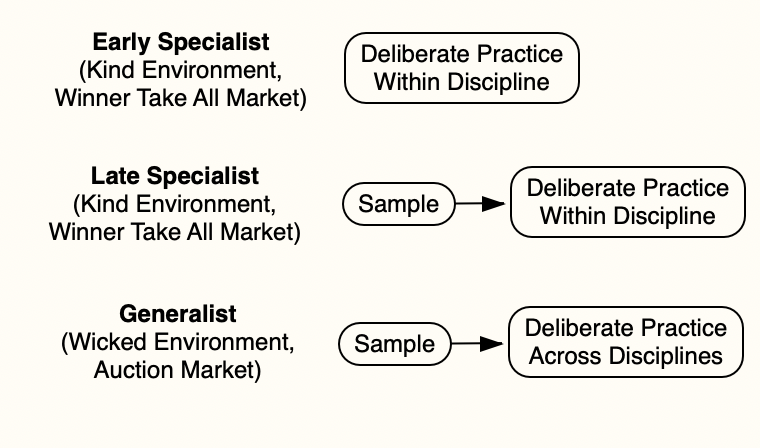 Early Specialist
(Kind Environment,
Winner Take All Market)
Deliberate Practice
Within Discipline
Late Specialist
(Kind Environment,
Winner Take All Market)
Sample
Deliberate Practice
Within Discipline
Generalist
(Wicked Environment,
Auction Market)
Sample
Deliberate Practice
Across Disciplines